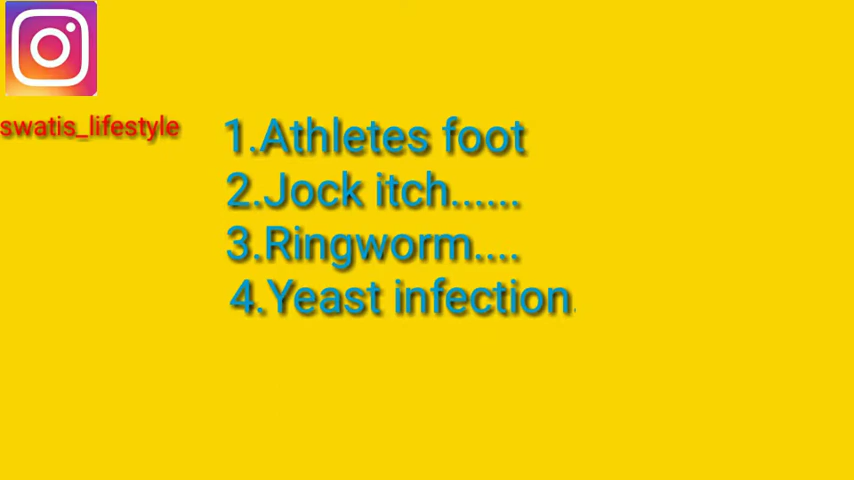 swatis_lifestyle
1.Athletes foot
2.Jock itch......
3.Ringworm....
4.Yeast infection.